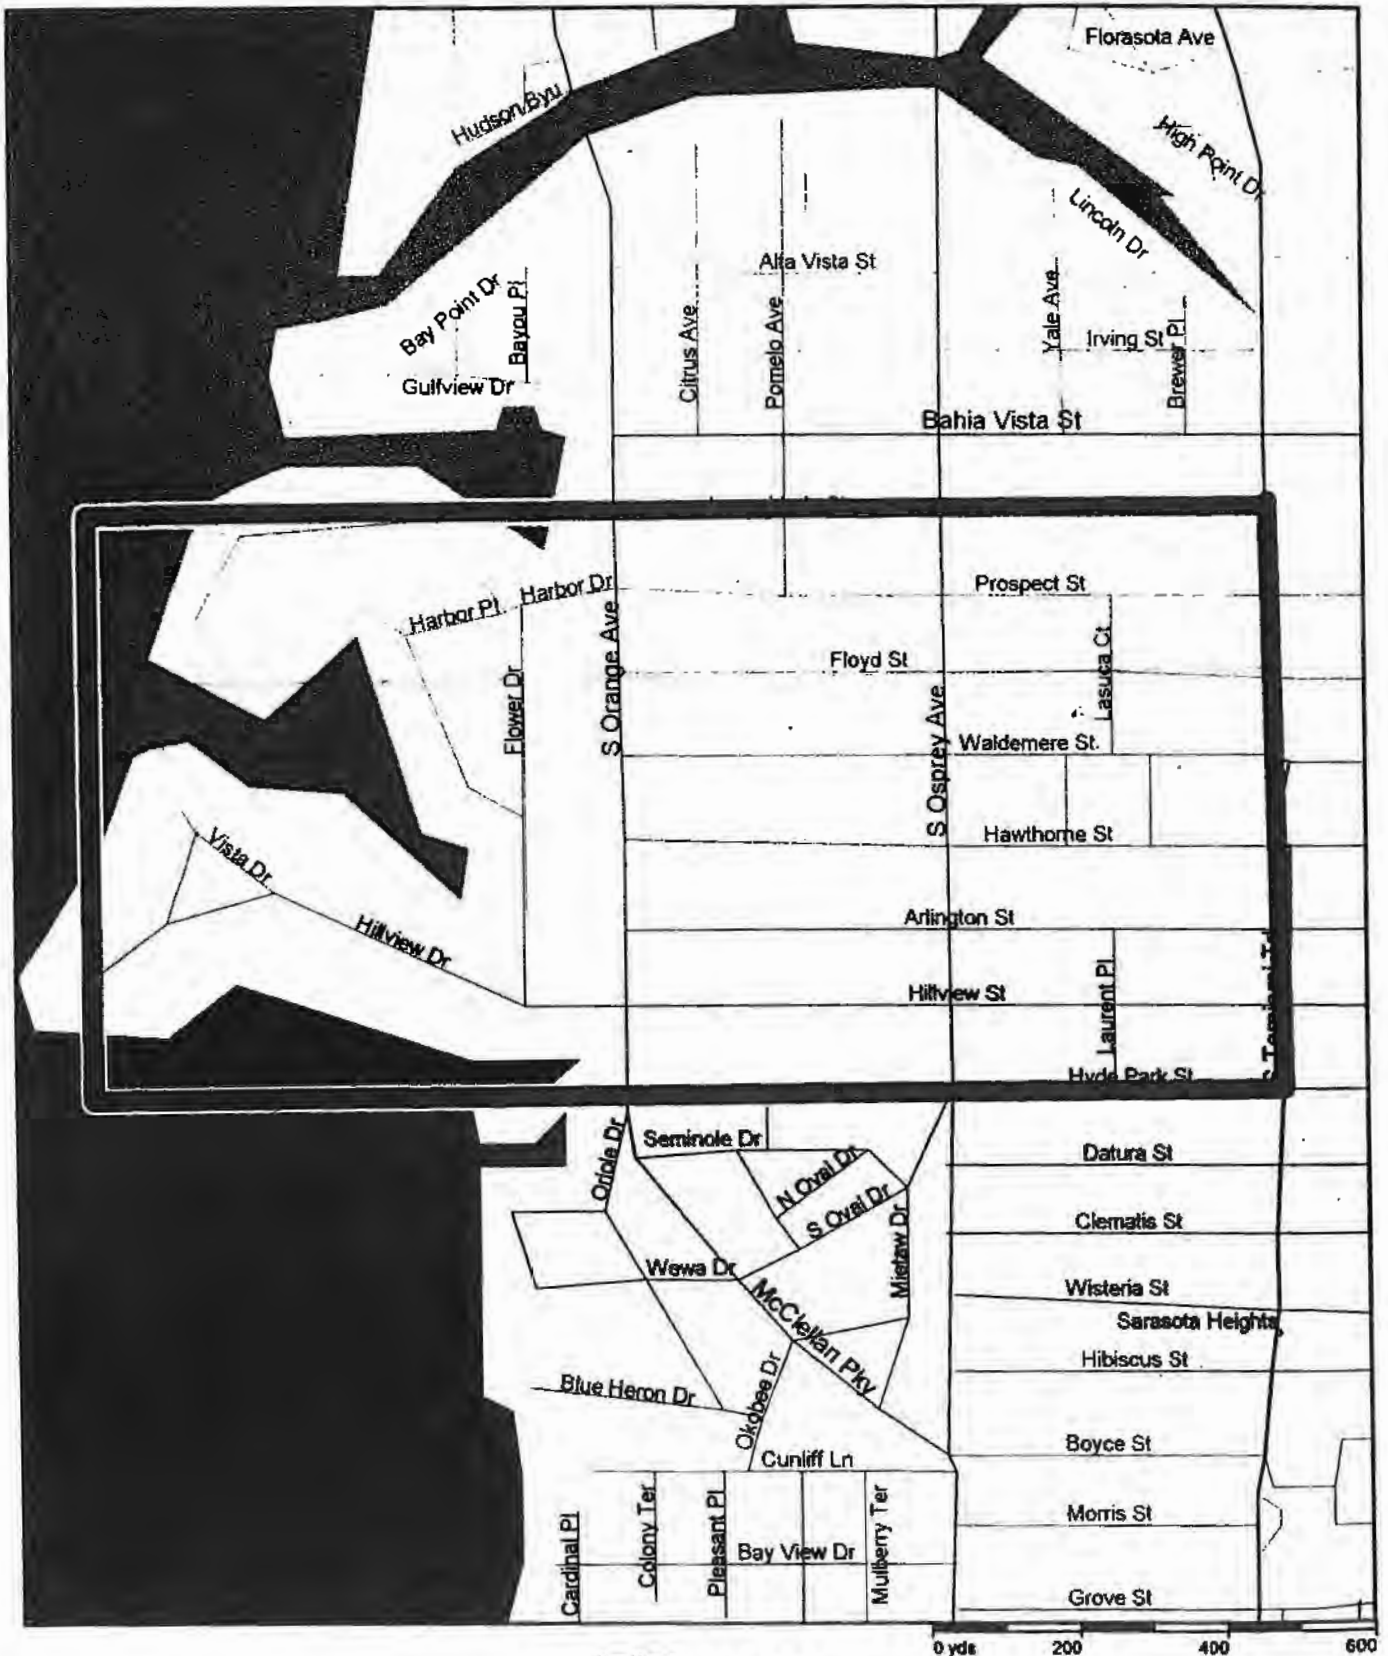 Florasota Ave
Hudson Byu
High Point Dr
Lincoln Dr
Alta Vista St
Bay Point Dr
Bayou Pl
Citrus Ave
Pomelo Ave
Yale Ave
Irving St
Brewer Pl
Gulfview Dr
Bahia Vista St
Harbor Pl
Harbor Dr
Prospect St
S Orange Ave
Floyd St
Lasuca Ct
Flower Dr
S Osprey Ave
Waldemere St
Hawthorne St
Vista Dr
Hillview Dr
Arlington St
Hillview St
Laurent Pl
Hyde Park St
Oriole Dr
Seminole Dr
N Oval Dr
S Oval Dr
Datura St
Clematis St
Wewa Dr
Mietaw Dr
McClellan Pky
Wisteria St
Sarasota Heights
Hibiscus St
Blue Heron Dr
Okobee Dr
Boyce St
Cunliff Ln
Cardinal Pl
Colony Ter
Pleasant Pl
Bay View Dr
Mulberry Ter
Morris St
Grove St
0 yds 200 400 600